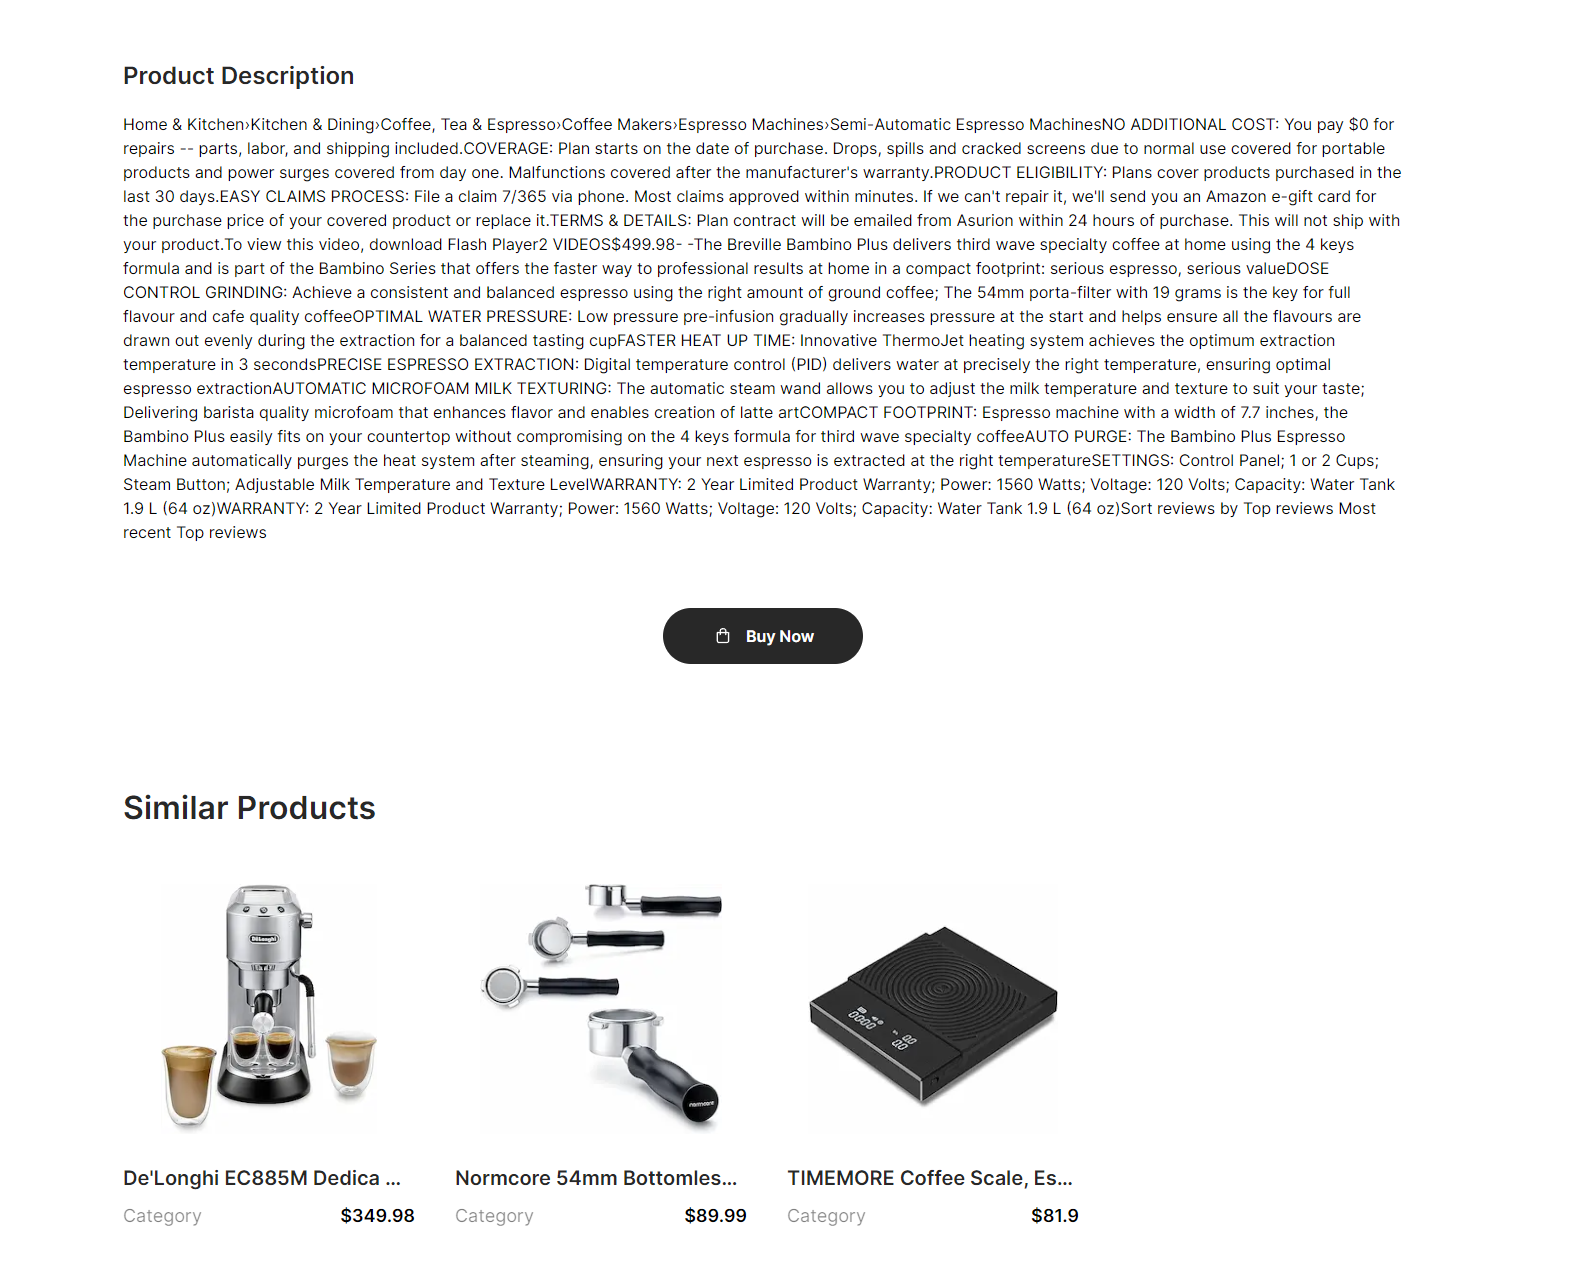 Product Description
Home & Kitchen›Kitchen & Dining›Coffee, Tea & Espresso›Coffee Makers›Espresso Machines›Semi-Automatic Espresso MachinesNO ADDITIONAL COST: You pay $0 for
repairs -- parts, labor, and shipping included.COVERAGE: Plan starts on the date of purchase. Drops, spills and cracked screens due to normal use covered for portable
products and power surges covered from day one. Malfunctions covered after the manufacturer's warranty.PRODUCT ELIGIBILITY: Plans cover products purchased in the
last 30 days.EASY CLAIMS PROCESS: File a claim 7/365 via phone. Most claims approved within minutes. If we can't repair it, we'll send you an Amazon e-gift card for
the purchase price of your covered product or replace it.TERMS & DETAILS: Plan contract will be emailed from Asurion within 24 hours of purchase. This will not ship with
your product.To view this video, download Flash Player2 VIDEOS$499.98- -The Breville Bambino Plus delivers third wave specialty coffee at home using the 4 keys
formula and is part of the Bambino Series that offers the faster way to professional results at home in a compact footprint: serious espresso, serious valueDOSE
CONTROL GRINDING: Achieve a consistent and balanced espresso using the right amount of ground coffee; The 54mm porta-filter with 19 grams is the key for full
flavour and cafe quality coffeeOPTIMAL WATER PRESSURE: Low pressure pre-infusion gradually increases pressure at the start and helps ensure all the flavours are
drawn out evenly during the extraction for a balanced tasting cupFASTER HEAT UP TIME: Innovative ThermoJet heating system achieves the optimum extraction
temperature in 3 secondsPRECISE ESPRESSO EXTRACTION: Digital temperature control (PID) delivers water at precisely the right temperature, ensuring optimal
espresso extractionAUTOMATIC MICROFOAM MILK TEXTURING: The automatic steam wand allows you to adjust the milk temperature and texture to suit your taste;
Delivering barista quality microfoam that enhances flavor and enables creation of latte artCOMPACT FOOTPRINT: Espresso machine with a width of 7.7 inches, the
Bambino Plus easily fits on your countertop without compromising on the 4 keys formula for third wave specialty coffeeAUTO PURGE: The Bambino Plus Espresso
Machine automatically purges the heat system after steaming, ensuring your next espresso is extracted at the right temperatureSETTINGS: Control Panel; 1 or 2 Cups;
Steam Button; Adjustable Milk Temperature and Texture LevelWARRANTY: 2 Year Limited Product Warranty; Power: 1560 Watts; Voltage: 120 Volts; Capacity: Water Tank
1.9 L (64 oz)WARRANTY: 2 Year Limited Product Warranty; Power: 1560 Watts; Voltage: 120 Volts; Capacity: Water Tank 1.9 L (64 oz)Sort reviews by Top reviews Most
recent Top reviews
Buy Now
Similar Products
DeLonghi
normcore
De'Longhi EC885M Dedica ...
Category
$349.98
Normcore 54mm Bottomles...
Category
$89.99
TIMEMORE Coffee Scale, Es...
Category
$81.9